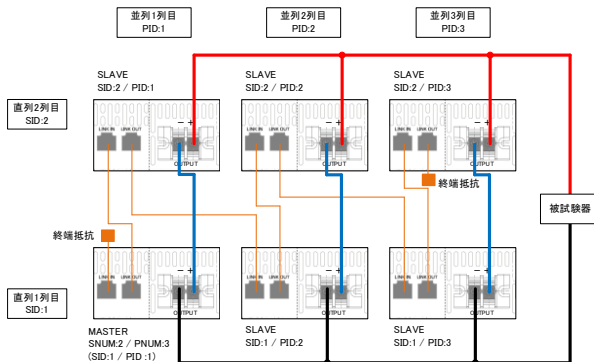 並列1列目
PID:1
並列2列目
PID:2
並列3列目
PID:3
SLAVE
SID:2 / PID:1
SLAVE
SID:2 / PID:2
SLAVE
SID:2 / PID:3
直列2列目
SID:2
LINK IN LINK OUT
− +
OUTPUT
LINK IN LINK OUT
− +
OUTPUT
LINK IN LINK OUT
− +
OUTPUT
終端抵抗
被試験器
終端抵抗
直列1列目
SID:1
LINK IN LINK OUT
− +
OUTPUT
LINK IN LINK OUT
− +
OUTPUT
LINK IN LINK OUT
− +
OUTPUT
MASTER
SNUM:2 / PNUM:3
(SID:1 / PID :1)
SLAVE
SID:1 / PID:2
SLAVE
SID:1 / PID:3